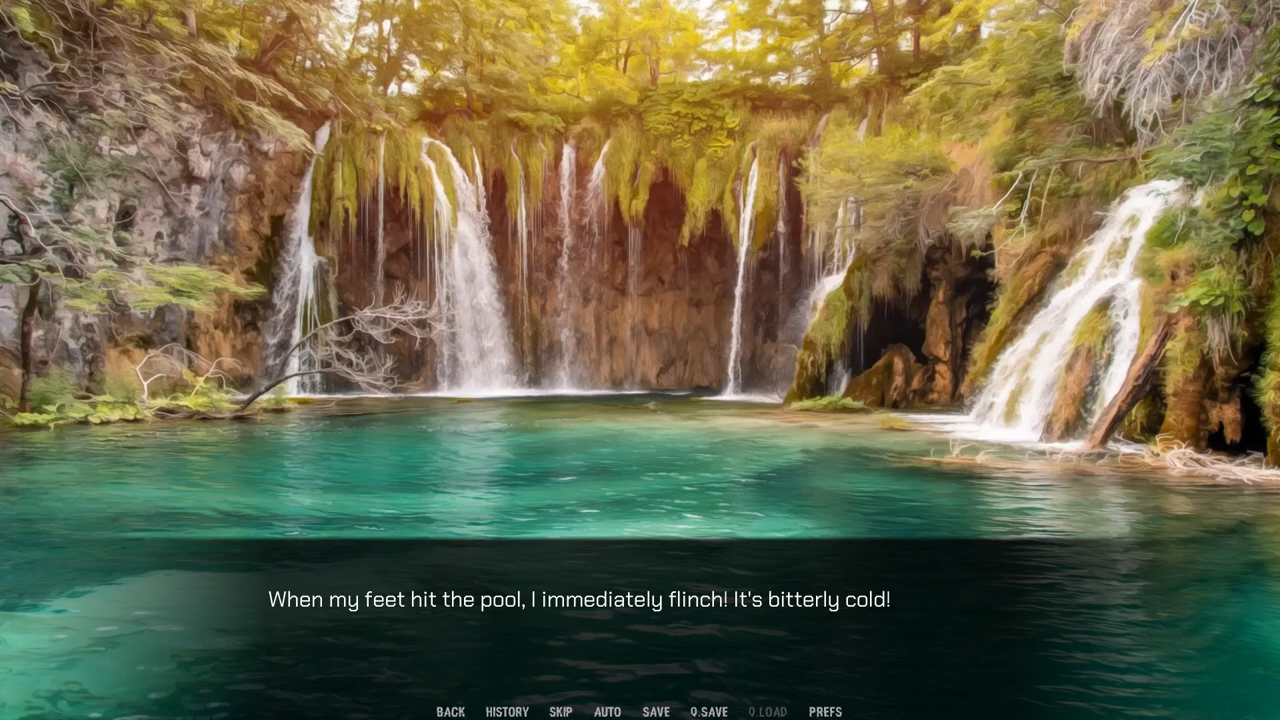 When my feet hit the pool, I immediately flinch! It's bitterly cold!
BACK HISTORY SKIP AUTO SAVE Q.SAVE Q.LOAD PREFS